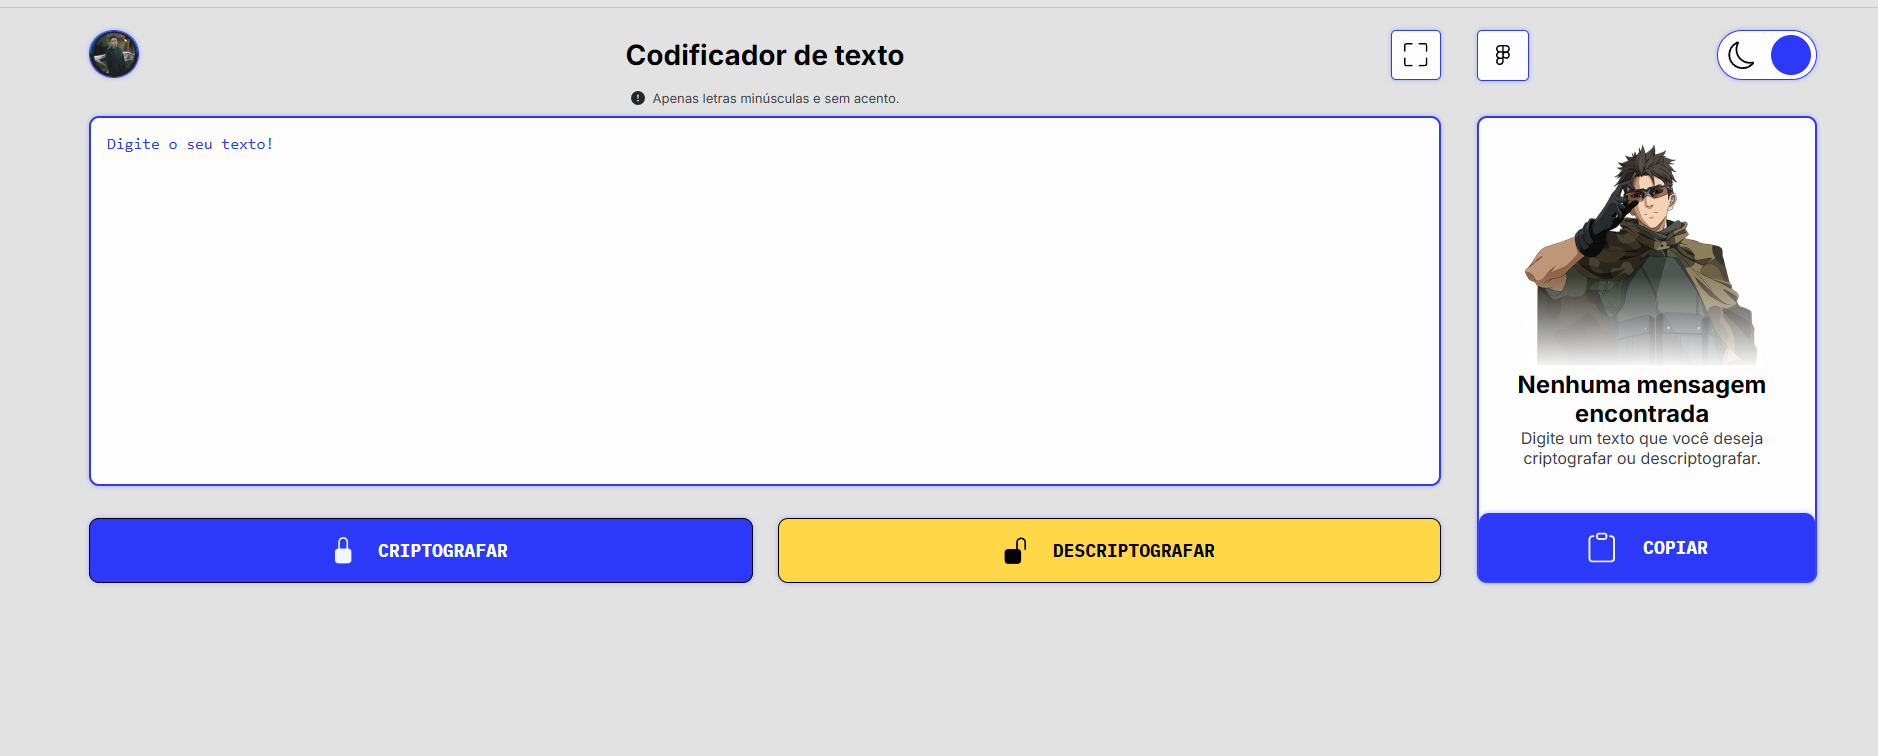 Codificador de texto
Apenas letras minúsculas e sem acento.
Digite o seu texto!
CRIPTOGRAFAR
DESCRIPTOGRAFAR
Nenhuma mensagem
encontrada
Digite um texto que você deseja
criptografar ou descriptografar.
COPIAR